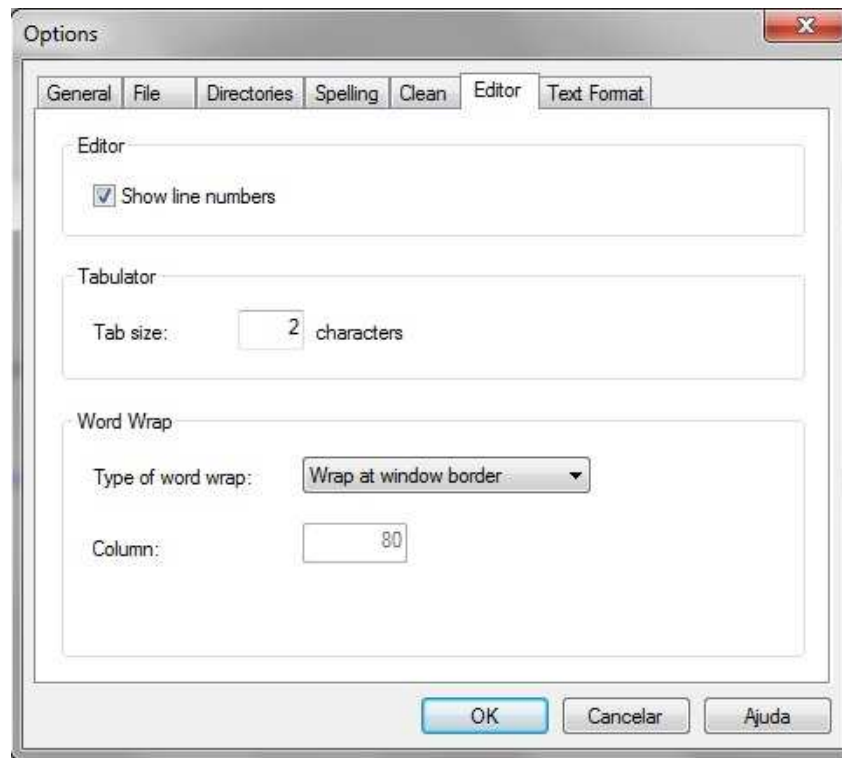 Options
General File Directories Spelling Clean Editor Text Format
Editor
Show line numbers
Tabulator
Tab size: 2 characters
Word Wrap
Type of word wrap: Wrap at window border
Column: 80
OK Cancelar Ajuda